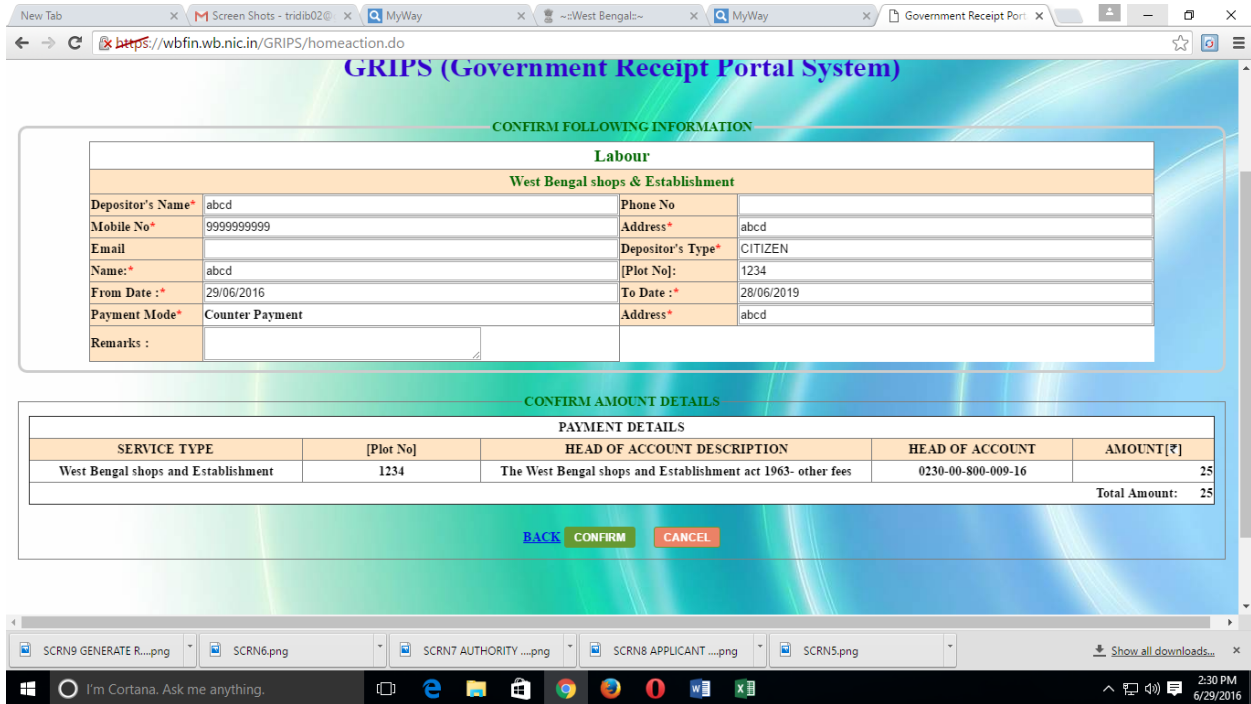 New Tab
Screen Shots - tridib02@
MyWay
~::West Bengal::~
MyWay
Government Receipt Port
https://wbfin.wb.nic.in/GRIPS/homeaction.do
GRIPS (Government Receipt Portal System)
CONFIRM FOLLOWING INFORMATION
Labour
West Bengal shops & Establishment
Depositor's Name* abcd Phone No
Mobile No* 9999999999 Address* abcd
Email Depositor's Type* CITIZEN
Name:* abcd [Plot No]: 1234
From Date :* 29/06/2016 To Date :* 28/06/2019
Payment Mode* Counter Payment Address* abcd
Remarks :
CONFIRM AMOUNT DETAILS
PAYMENT DETAILS
SERVICE TYPE [Plot No] HEAD OF ACCOUNT DESCRIPTION HEAD OF ACCOUNT AMOUNT[₹]
West Bengal shops and Establishment 1234 The West Bengal shops and Establishment act 1963- other fees 0230-00-800-009-16 25
Total Amount: 25
BACK CONFIRM CANCEL
SCRN9 GENERATE R....png SCRN6.png SCRN7 AUTHORITY ....png SCRN8 APPLICANT ....png SCRN5.png Show all downloads...
I'm Cortana. Ask me anything.
2:30 PM
6/29/2016